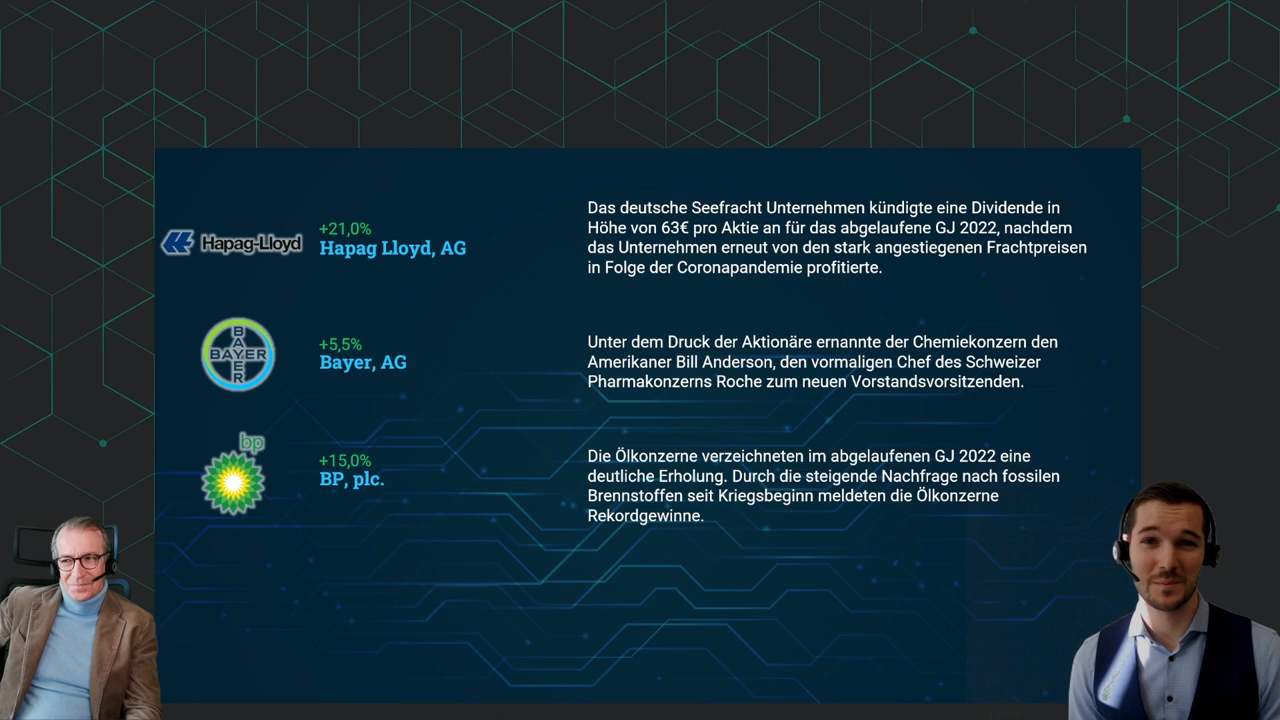 Hapag-Lloyd
+21,0%
Hapag Lloyd, AG
Das deutsche Seefracht Unternehmen kündigte eine Dividende in
Höhe von 63€ pro Aktie an für das abgelaufene GJ 2022, nachdem
das Unternehmen erneut von den stark angestiegenen Frachtpreisen
in Folge der Coronapandemie profitierte.
BAYER
BAYER
+5,5%
Bayer, AG
Unter dem Druck der Aktionäre ernannte der Chemiekonzern den
Amerikaner Bill Anderson, den vormaligen Chef des Schweizer
Pharmakonzerns Roche zum neuen Vorstandsvorsitzenden.
bp
+15,0%
BP, plc.
Die Ölkonzerne verzeichneten im abgelaufenen GJ 2022 eine
deutliche Erholung. Durch die steigende Nachfrage nach fossilen
Brennstoffen seit Kriegsbeginn meldeten die Ölkonzerne
Rekordgewinne.